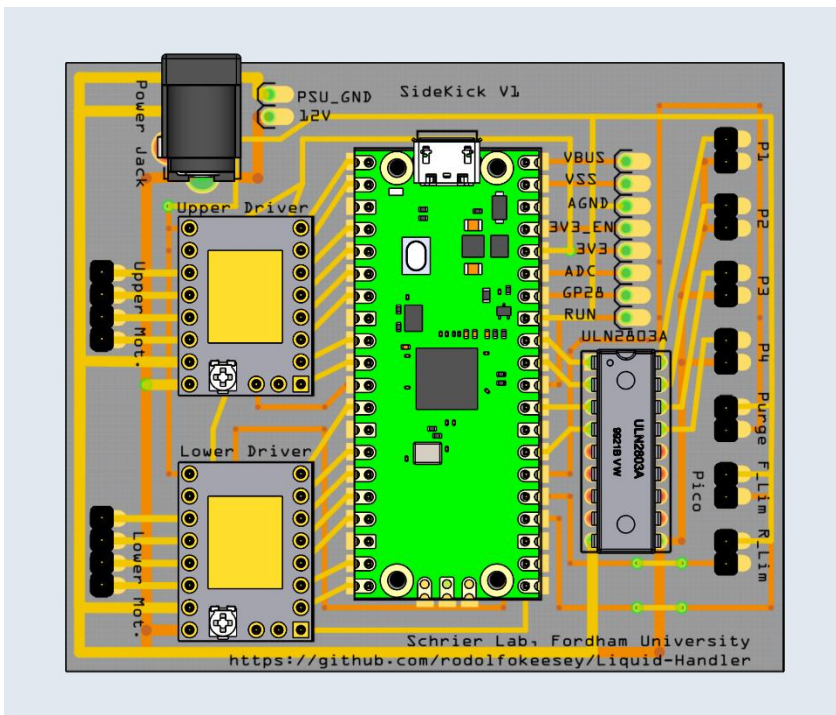 SideKick V1
PSU_GND
12V
Power Jack
VBUS
VSS
AGND
3V3_EN
3V3
ADC
GP28
RUN
ULN2803A
Upper Driver
Upper Mot.
Lower Driver
Lower Mot.
ULN2803A
9921B VW
P1
P2
P3
P4
Purge
F_Lim
R_Lim
Pico
Schrier Lab, Fordham University
https://github.com/rodolfokeesey/Liquid-Handler